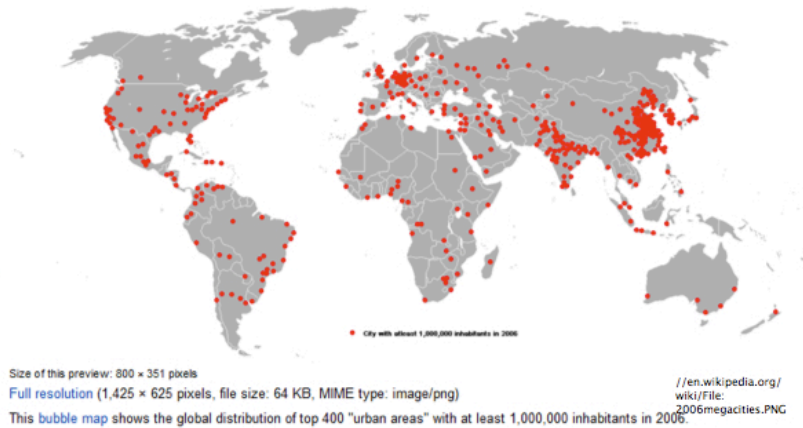 City with atleast 1,000,000 inhabitants in 2006
Size of this preview: 800 × 351 pixels
Full resolution (1,425 × 625 pixels, file size: 64 KB, MIME type: image/png)
This bubble map shows the global distribution of top 400 "urban areas" with at least 1,000,000 inhabitants in 2006.
//en.wikipedia.org/
wiki/File:
2006megacities.PNG